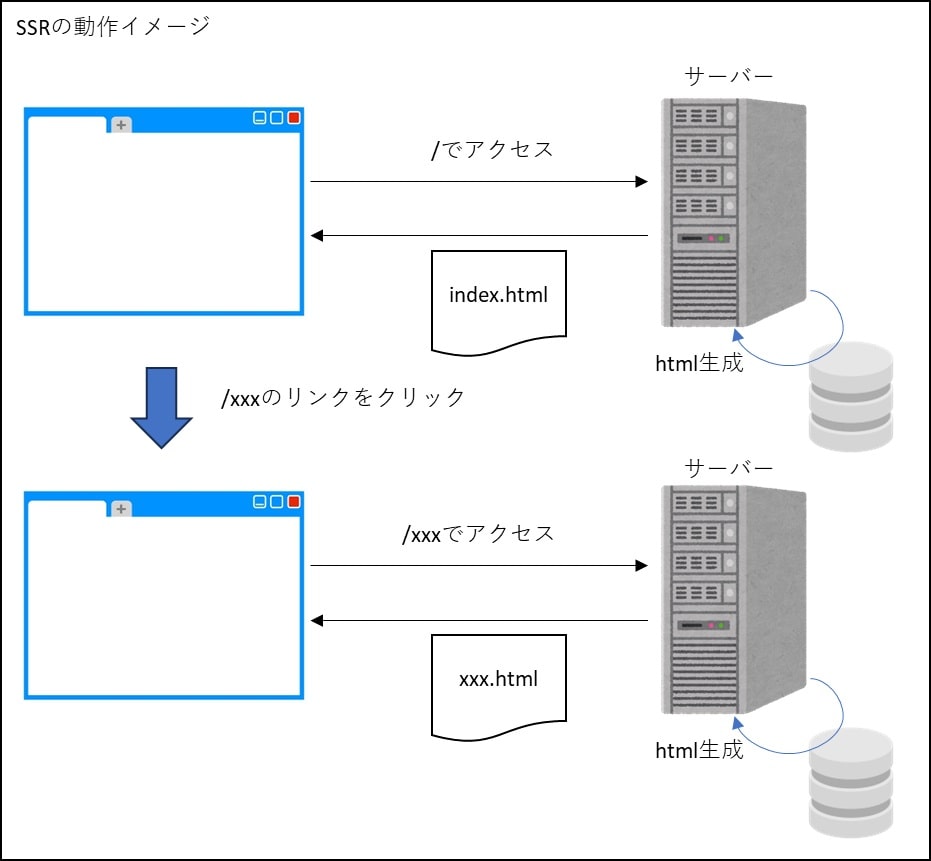 SSRの動作イメージ
サーバー
/でアクセス
index.html
html生成
/xxxのリンクをクリック
サーバー
/xxxでアクセス
xxx.html
html生成